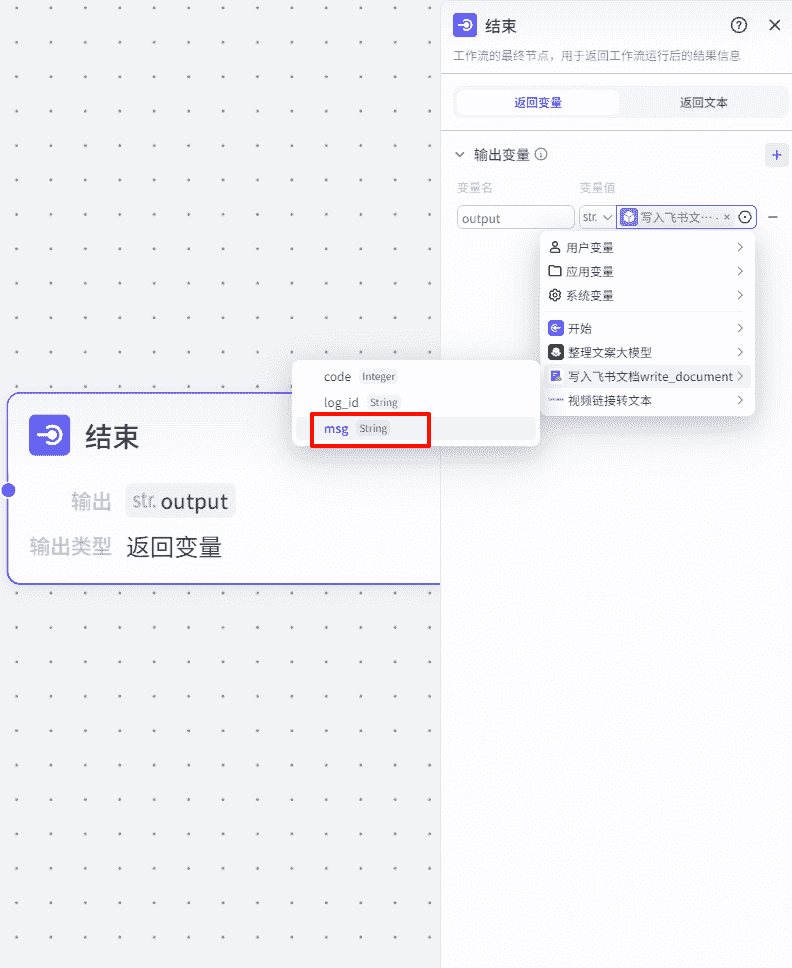 结束
工作流的最终节点，用于返回工作流运行后的结果信息
返回变量 返回文本
输出变量
变量名 变量值
output str. 写入飞书文… -
用户变量
应用变量
系统变量
开始
整理文案大模型
写入飞书文档write_document
视频链接转文本
code Integer
log_id String
msg String
结束
输出 str. output
输出类型 返回变量